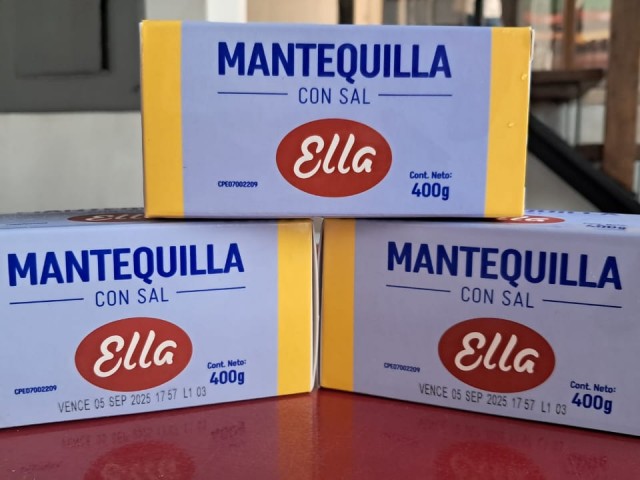 MANTEQUILLA
CON SAL
Ella
Cont. Neto:
400g
CPE07002209
MANTEQUILLA
CON SAL
Ella
Cont. Neto:
400g
CPE07002209
VENCE 05 SEP 2025 17 57 L1 03
MANTEQUILLA
CON SAL
Ella
Cont. Neto:
400g
CPE07002209
VENCE 05 SEP 2025 17 57 L1 03